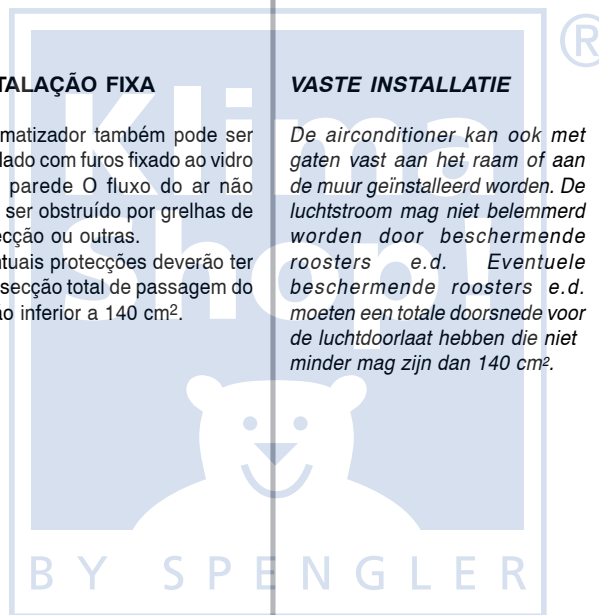 TALAÇÃO FIXA
matizador também pode ser
lado com furos fixado ao vidro
parede O fluxo do ar não
ser obstruído por grelhas de
ecção ou outras.
ntuais protecções deverão ter
secção total de passagem do
ao inferior a 140 cm².
VASTE INSTALLATIE
De airconditioner kan ook met
gaten vast aan het raam of aan
de muur geïnstalleerd worden. De
luchtstroom mag niet belemmerd
worden door beschermende
roosters e.d. Eventuele
beschermende roosters e.d.
moeten een totale doorsnede voor
de luchtdoorlaat hebben die niet
minder mag zijn dan 140 cm².
Klima
Shop!
®
BY SPENGLER